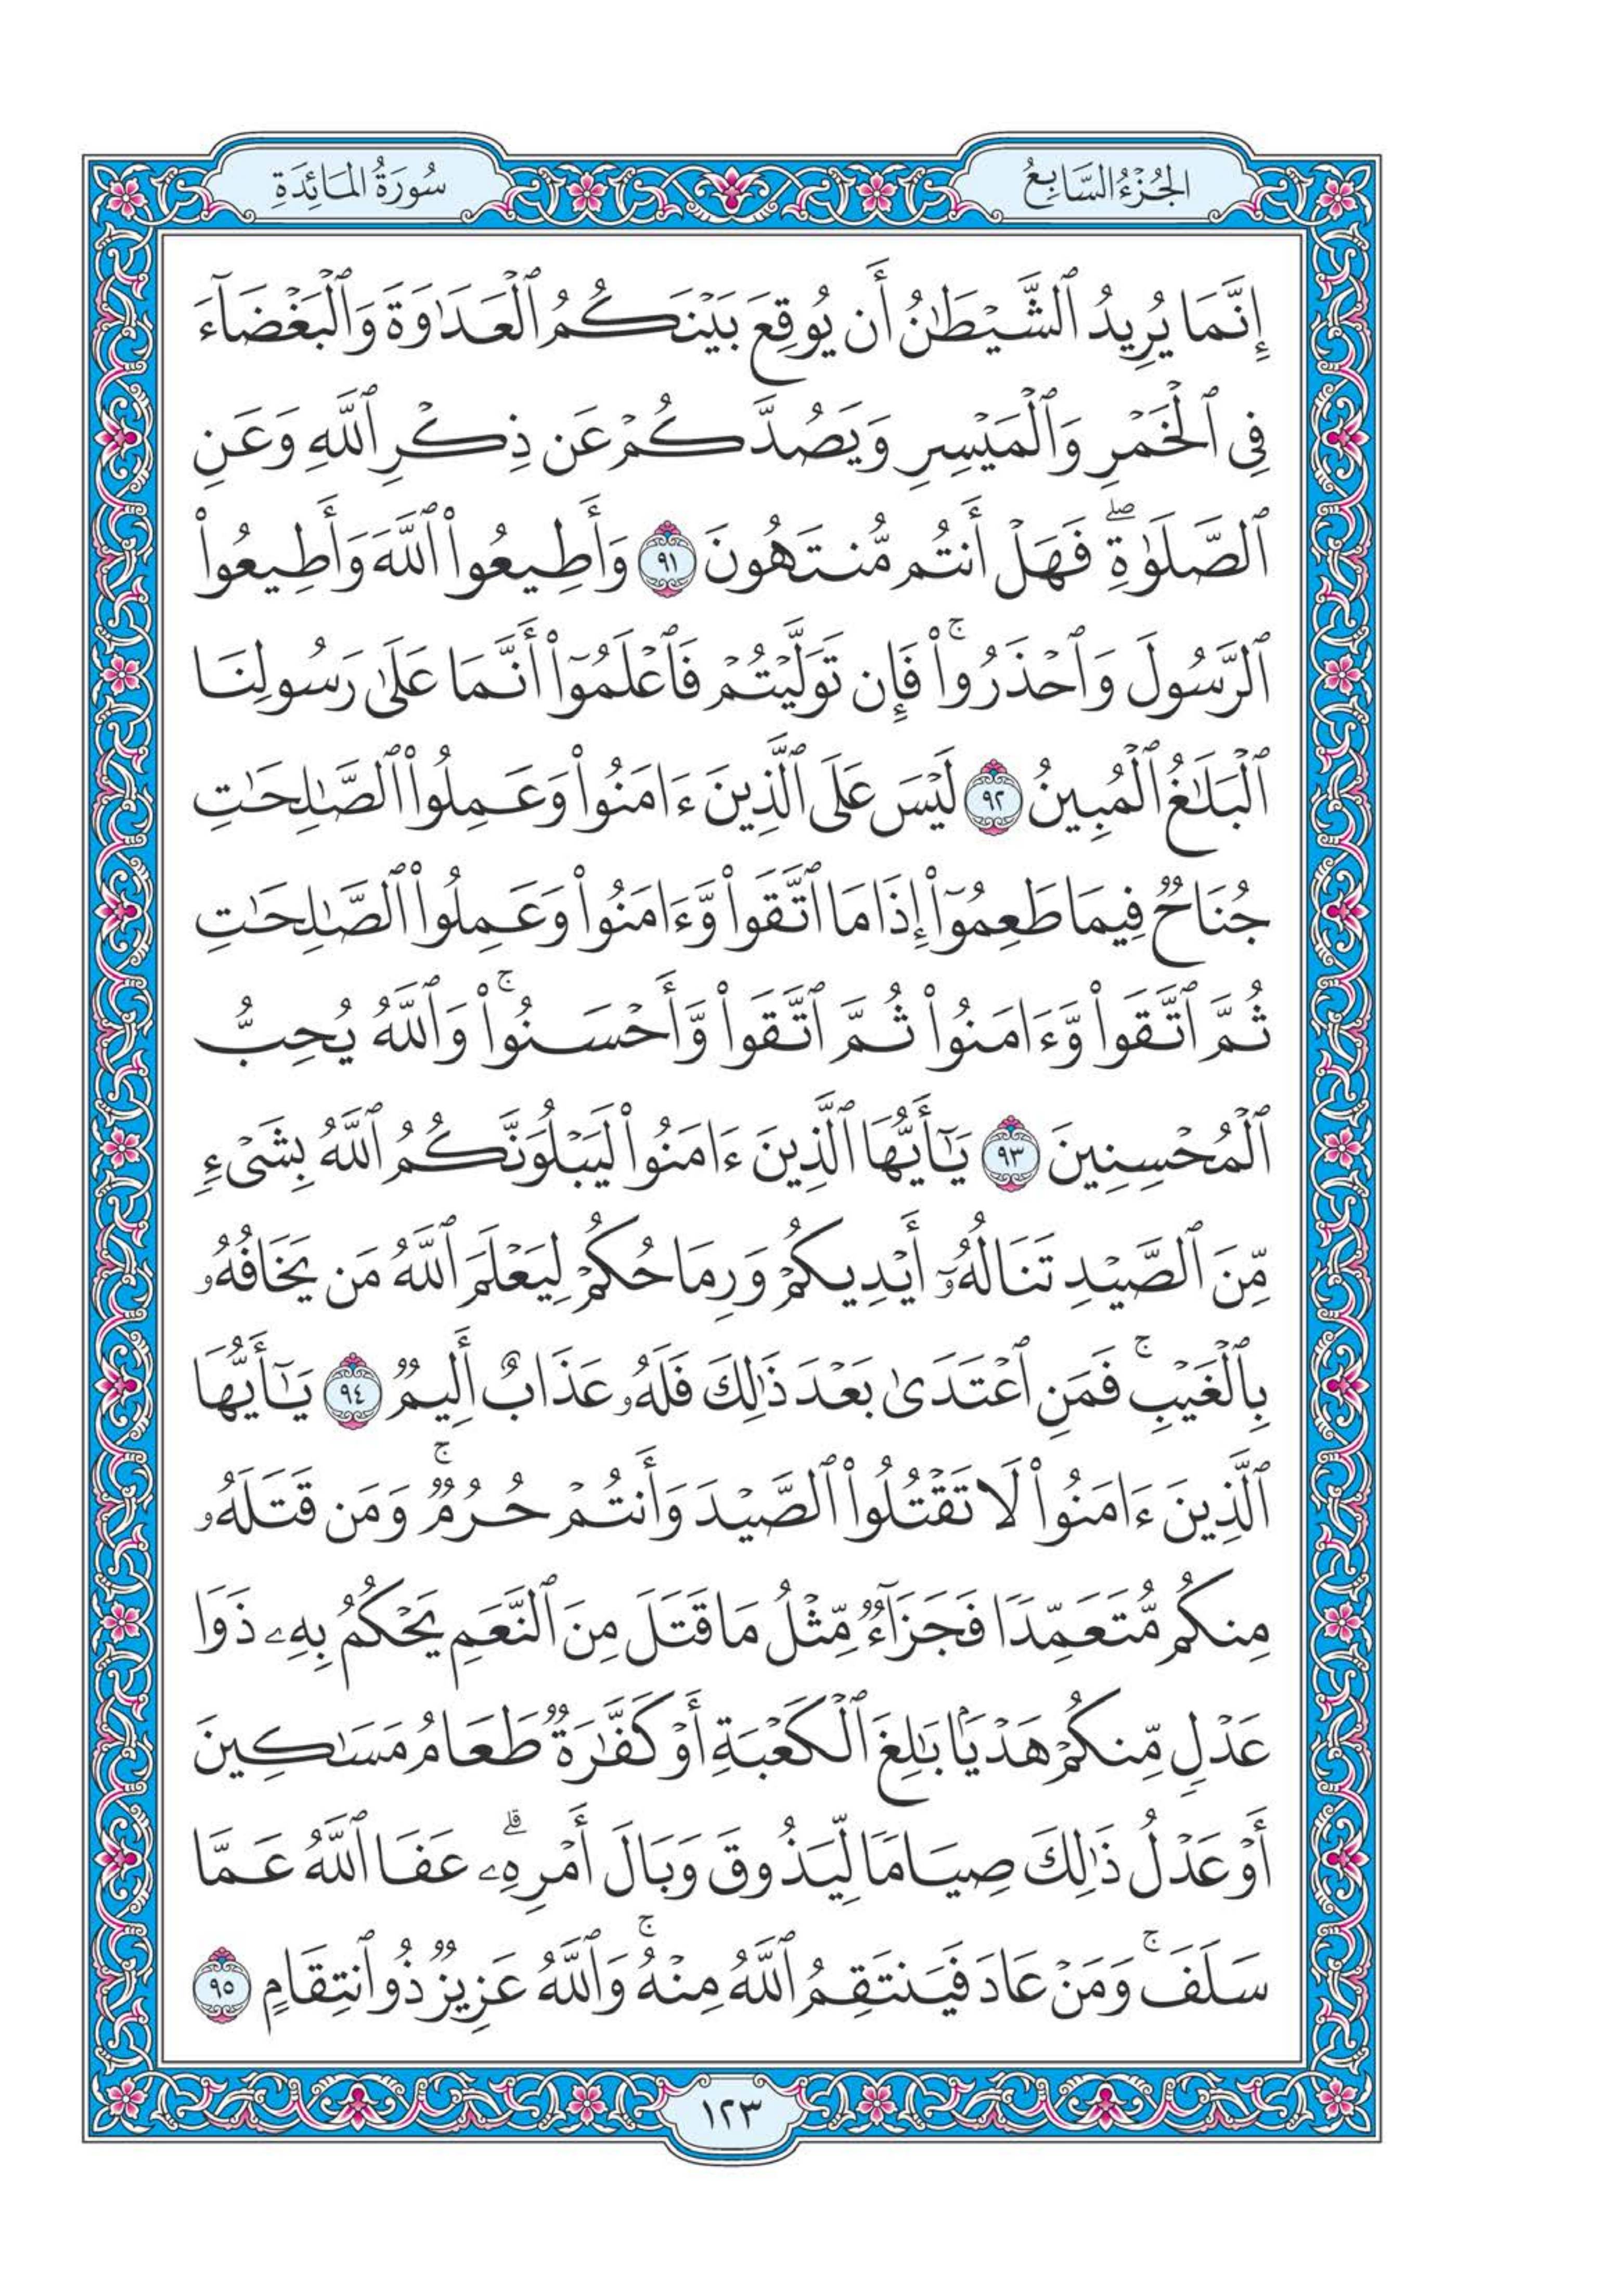 الجُزْءُ السَّابِعُ
سُورَةُ المَائِدَةِ
إِنَّمَا يُرِيدُ ٱلشَّيْطَٰنُ أَن يُوقِعَ بَيْنَكُمُ ٱلْعَدَٰوَةَ وَٱلْبَغْضَآءَ
فِى ٱلْخَمْرِ وَٱلْمَيْسِرِ وَيَصُدَّكُمْ عَن ذِكْرِ ٱللَّهِ وَعَنِ
ٱلصَّلَوٰةِۖ فَهَلْ أَنتُم مُّنتَهُونَ ٩١ وَأَطِيعُوا۟ ٱللَّهَ وَأَطِيعُوا۟
ٱلرَّسُولَ وَٱحْذَرُوا۟ۚ فَإِن تَوَلَّيْتُمْ فَٱعْلَمُوٓا۟ أَنَّمَا عَلَىٰ رَسُولِنَا
ٱلْبَلَٰغُ ٱلْمُبِينُ ٩٢ لَيْسَ عَلَى ٱلَّذِينَ ءَامَنُوا۟ وَعَمِلُوا۟ ٱلصَّٰلِحَٰتِ
جُنَاحٌ فِيمَا طَعِمُوٓا۟ إِذَا مَا ٱتَّقَوا۟ وَّءَامَنُوا۟ وَعَمِلُوا۟ ٱلصَّٰلِحَٰتِ
ثُمَّ ٱتَّقَوا۟ وَّءَامَنُوا۟ ثُمَّ ٱتَّقَوا۟ وَّأَحْسَنُوا۟ۚ وَٱللَّهُ يُحِبُّ
ٱلْمُحْسِنِينَ ٩٣ يَٰٓأَيُّهَا ٱلَّذِينَ ءَامَنُوا۟ لَيَبْلُوَنَّكُمُ ٱللَّهُ بِشَىْءٍ
مِّنَ ٱلصَّيْدِ تَنَالُهُۥٓ أَيْدِيكُمْ وَرِمَاحُكُمْ لِيَعْلَمَ ٱللَّهُ مَن يَخَافُهُۥ
بِٱلْغَيْبِۚ فَمَنِ ٱعْتَدَىٰ بَعْدَ ذَٰلِكَ فَلَهُۥ عَذَابٌ أَلِيمٌ ٩٤ يَٰٓأَيُّهَا
ٱلَّذِينَ ءَامَنُوا۟ لَا تَقْتُلُوا۟ ٱلصَّيْدَ وَأَنتُمْ حُرُمٌۚ وَمَن قَتَلَهُۥ
مِنكُم مُّتَعَمِّدًا فَجَزَآءٌ مِّثْلُ مَا قَتَلَ مِنَ ٱلنَّعَمِ يَحْكُمُ بِهِۦ ذَوَا
عَدْلٍ مِّنكُمْ هَدْيًۢا بَٰلِغَ ٱلْكَعْبَةِ أَوْ كَفَّٰرَةٌ طَعَامُ مَسَٰكِينَ
أَوْ عَدْلُ ذَٰلِكَ صِيَامًا لِّيَذُوقَ وَبَالَ أَمْرِهِۦۗ عَفَا ٱللَّهُ عَمَّا
سَلَفَۚ وَمَنْ عَادَ فَيَنتَقِمُ ٱللَّهُ مِنْهُۚ وَٱللَّهُ عَزِيزٌ ذُو ٱنتِقَامٍ ٩٥
١٢٣